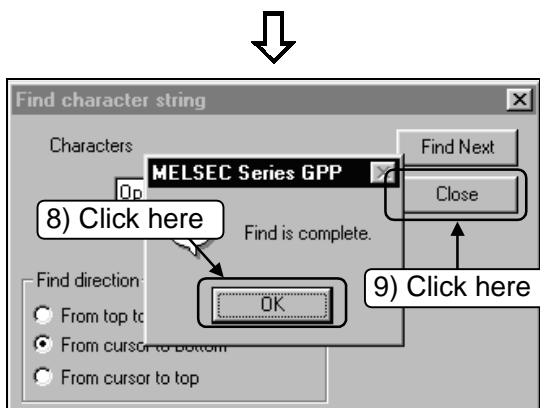 Find character string
Characters
Find Next
MELSEC Series GPP
Op
Close
8) Click here
Find is complete.
Find direction
9) Click here
OK
From top to
From cursor to bottom
From cursor to top